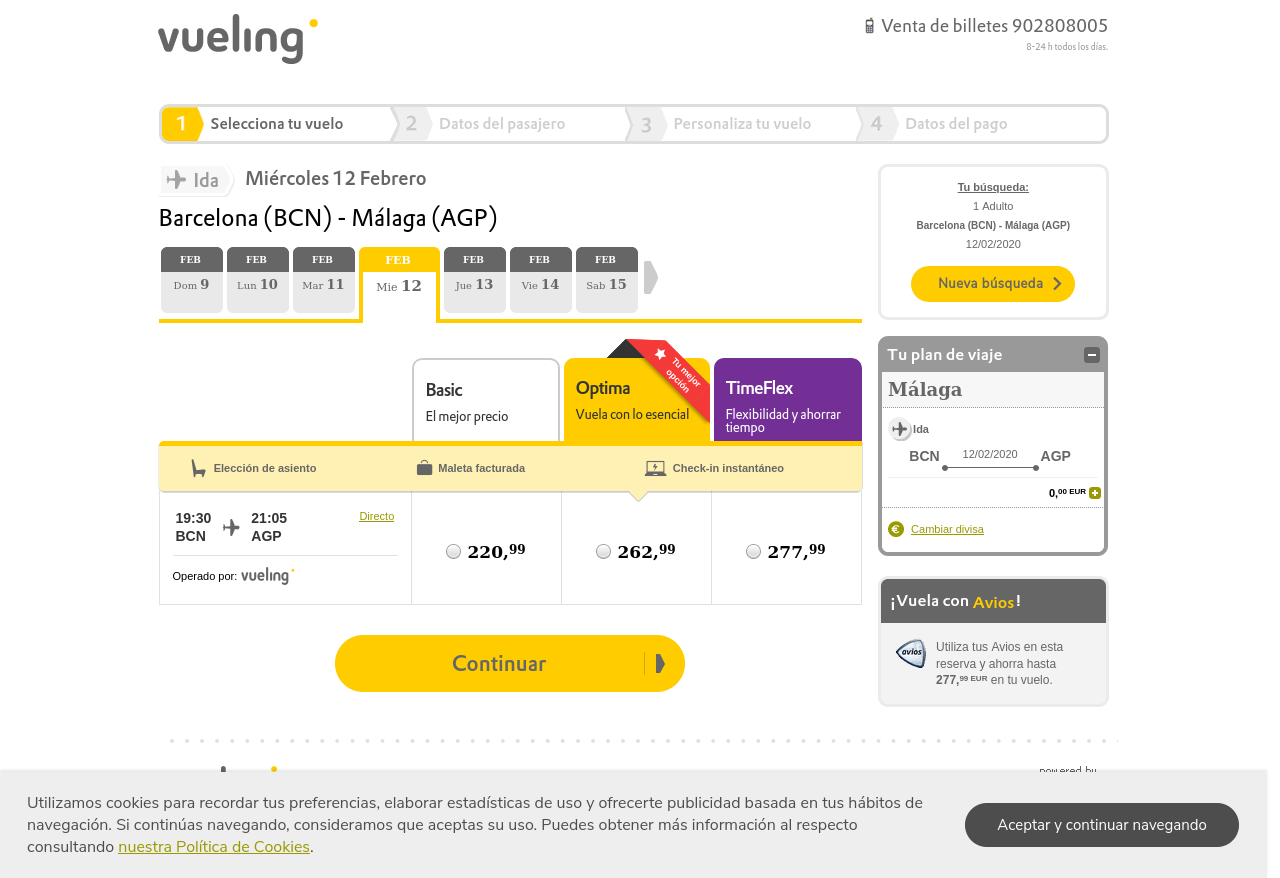 vueling
Venta de billetes 902808005
8-24 h todos los días.
1 Selecciona tu vuelo
2 Datos del pasajero
3 Personaliza tu vuelo
4 Datos del pago
Ida
Miércoles 12 Febrero
Barcelona (BCN) - Málaga (AGP)
FEB FEB FEB FEB FEB FEB FEB
Dom 9 Lun 10 Mar 11 Mie 12 Jue 13 Vie 14 Sab 15
Basic
El mejor precio
Optima
Vuela con lo esencial
Tu mejor
opción
TimeFlex
Flexibilidad y ahorrar
tiempo
Elección de asiento
Maleta facturada
Check-in instantáneo
19:30 21:05 Directo
BCN AGP
Operado por: vueling
220,99 262,99 277,99
Continuar
Tu búsqueda:
1 Adulto
Barcelona (BCN) - Málaga (AGP)
12/02/2020
Nueva búsqueda
Tu plan de viaje
Málaga
Ida
BCN 12/02/2020 AGP
0,00 EUR
€ Cambiar divisa
¡Vuela con Avios!
avios
Utiliza tus Avios en esta
reserva y ahorra hasta
277,99 EUR en tu vuelo.
powered by
Utilizamos cookies para recordar tus preferencias, elaborar estadísticas de uso y ofrecerte publicidad basada en tus hábitos de
navegación. Si continúas navegando, consideramos que aceptas su uso. Puedes obtener más información al respecto
consultando nuestra Política de Cookies.
Aceptar y continuar navegando